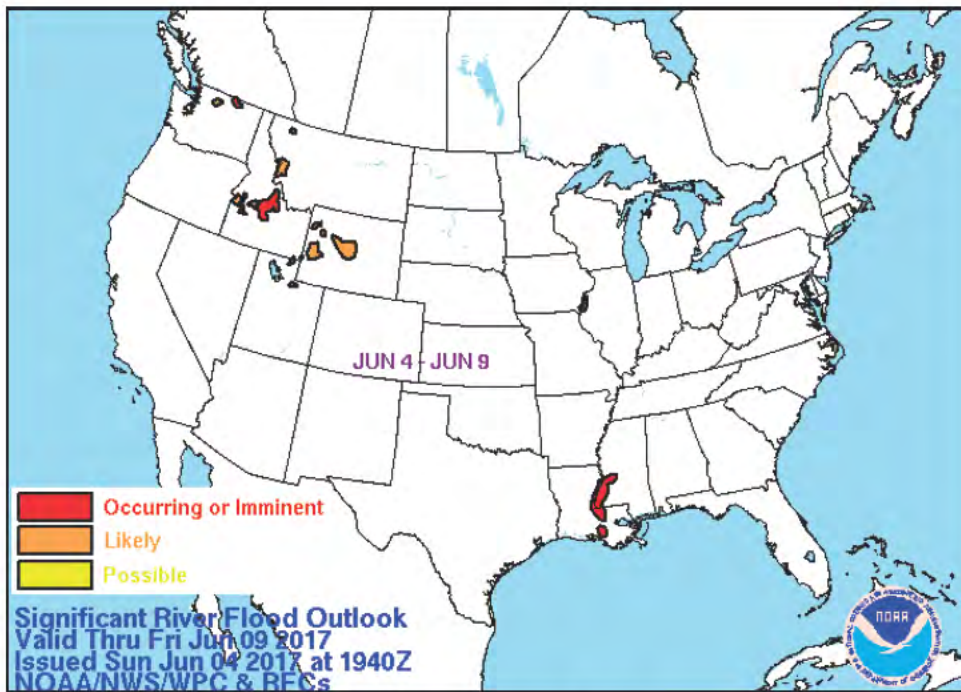 JUN 4 - JUN 9
Occurring or Imminent
Likely
Possible
Significant River Flood Outlook
Valid Thru Fri Jun 09 2017
Issued Sun Jun 04 2017 at 1940Z
NOAA/NWS/WPC & RFCs
NOAA